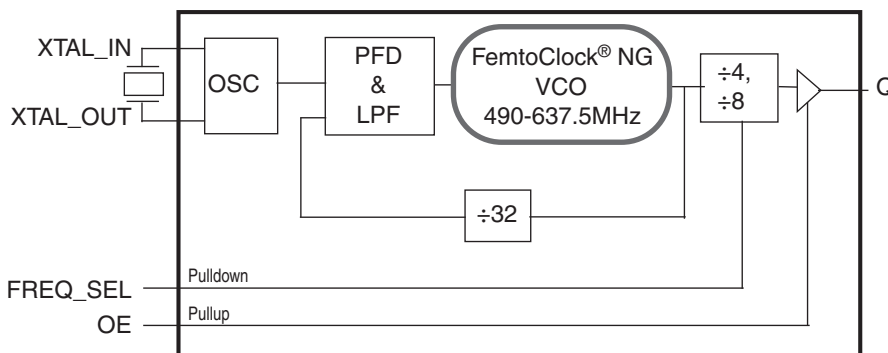 XTAL_IN
XTAL_OUT
OSC
PFD
&
LPF
FemtoClock® NG
VCO
490-637.5MHz
÷4,
÷8
Q
÷32
FREQ_SEL
Pulldown
OE
Pullup